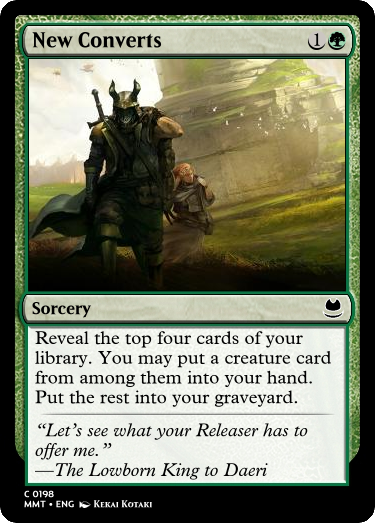 New Converts 1
Sorcery
Reveal the top four cards of your
library. You may put a creature card
from among them into your hand.
Put the rest into your graveyard.
“Let’s see what your Releaser has to
offer me.”
—The Lowborn King to Daeri
C 0198
MMT • ENG Kekai Kotaki